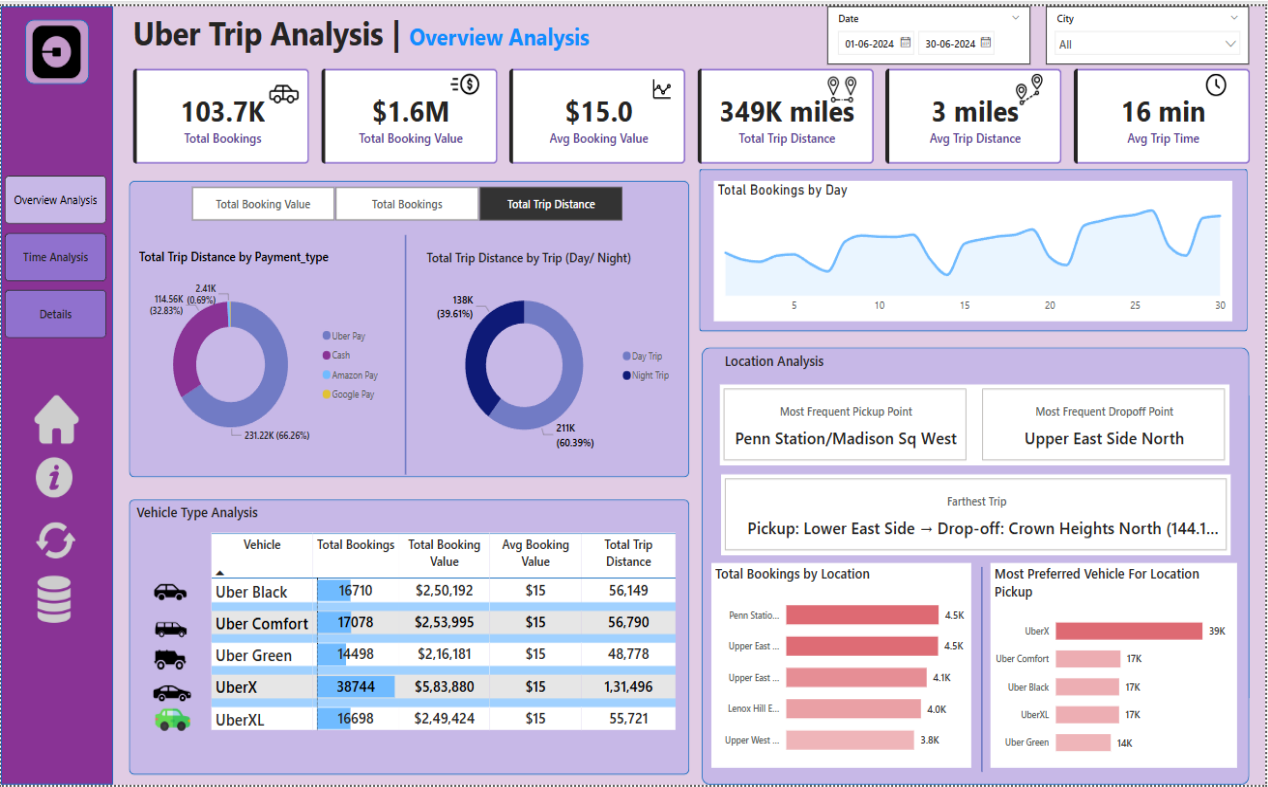 Uber Trip Analysis | Overview Analysis
Date
01-06-2024 30-06-2024
City
All
103.7K
Total Bookings
$1.6M
Total Booking Value
$15.0
Avg Booking Value
349K miles
Total Trip Distance
3 miles
Avg Trip Distance
16 min
Avg Trip Time
Overview Analysis
Time Analysis
Details
Total Booking Value Total Bookings Total Trip Distance
Total Trip Distance by Payment_type
2.41K
(0.69%)
114.56K
(32.83%)
231.22K (66.26%)
Uber Pay
Cash
Amazon Pay
Google Pay
Total Trip Distance by Trip (Day/ Night)
138K
(39.61%)
211K
(60.39%)
Day Trip
Night Trip
Total Bookings by Day
5 10 15 20 25 30
Vehicle Type Analysis
Vehicle Total Bookings Total Booking Value Avg Booking Value Total Trip Distance
Uber Black 16710 $2,50,192 $15 56,149
Uber Comfort 17078 $2,53,995 $15 56,790
Uber Green 14498 $2,16,181 $15 48,778
UberX 38744 $5,83,880 $15 1,31,496
UberXL 16698 $2,49,424 $15 55,721
Location Analysis
Most Frequent Pickup Point
Penn Station/Madison Sq West
Most Frequent Dropoff Point
Upper East Side North
Farthest Trip
Pickup: Lower East Side → Drop-off: Crown Heights North (144.1...
Total Bookings by Location
Penn Statio... 4.5K
Upper East ... 4.5K
Upper East ... 4.1K
Lenox Hill E... 4.0K
Upper West ... 3.8K
Most Preferred Vehicle For Location
Pickup
UberX 39K
Uber Comfort 17K
Uber Black 17K
UberXL 17K
Uber Green 14K